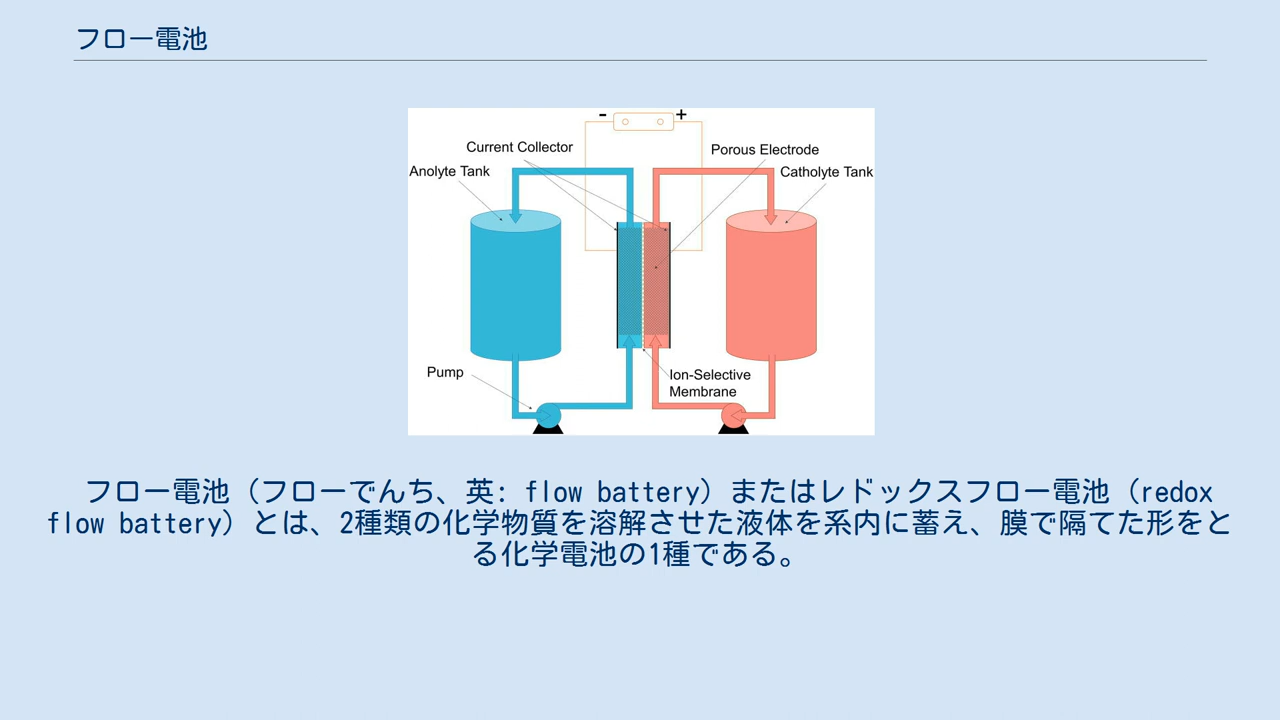 フロー電池
- +
Current Collector
Porous Electrode
Anolyte Tank
Catholyte Tank
Pump
Ion-Selective
Membrane
フロー電池（フローでんち、英: flow battery）またはレドックスフロー電池（redox
flow battery）とは、2種類の化学物質を溶解させた液体を系内に蓄え、膜で隔てた形をと
る化学電池の1種である。